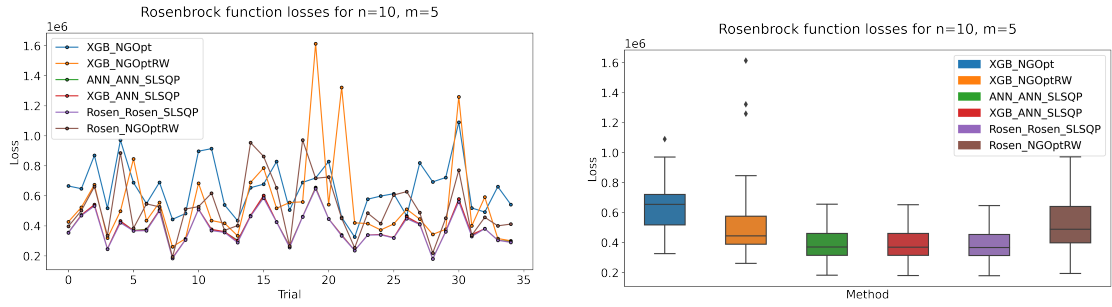 Rosenbrock function losses for n=10, m=5
1e6
1.6
1.4
1.2
1.0
0.8
0.6
0.4
0.2
Loss
XGB_NGOpt
XGB_NGOptRW
ANN_ANN_SLSQP
XGB_ANN_SLSQP
Rosen_Rosen_SLSQP
Rosen_NGOptRW
0 5 10 15 20 25 30 35
Trial
Rosenbrock function losses for n=10, m=5
1e6
1.6
1.4
1.2
1.0
0.8
0.6
0.4
0.2
Loss
XGB_NGOpt
XGB_NGOptRW
ANN_ANN_SLSQP
XGB_ANN_SLSQP
Rosen_Rosen_SLSQP
Rosen_NGOptRW
Method